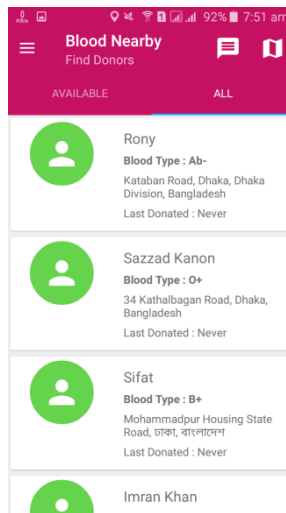 0
KB/s
92% 7:51 am
Blood Nearby
Find Donors
AVAILABLE
ALL
Rony
Blood Type : Ab-
Kataban Road, Dhaka, Dhaka
Division, Bangladesh
Last Donated : Never
Sazzad Kanon
Blood Type : O+
34 Kathalbagan Road, Dhaka,
Bangladesh
Last Donated : Never
Sifat
Blood Type : B+
Mohammadpur Housing State
Road, ঢাকা, বাংলাদেশ
Last Donated : Never
Imran Khan